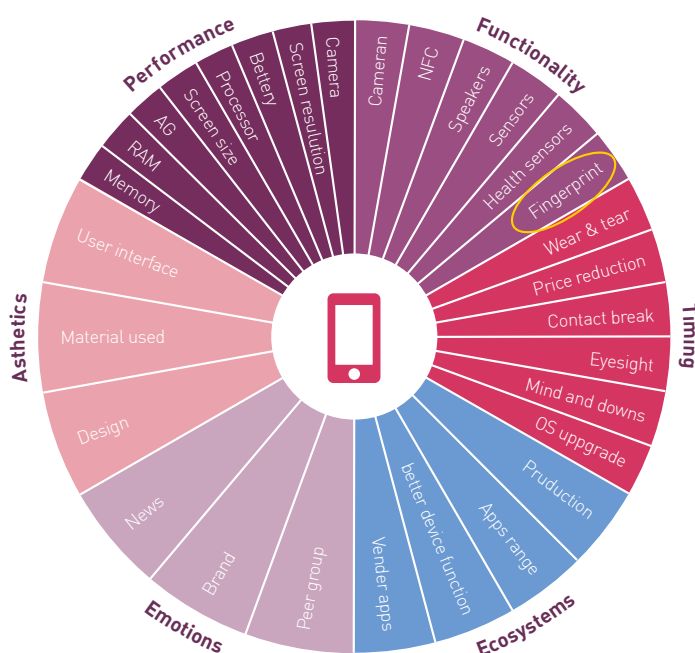 Performance
Memory
RAM
AG
Screen size
Processor
Bettery
Screen resulution
Camera
Functionality
Cameran
NFC
Speakers
Sensors
Health sensors
Fingerprint
Timing
Wear & tear
Price reduction
Contact break
Eyesight
Mind and downs
OS uppgrade
Ecosystems
Pruduction
Apps range
better device function
Vender apps
Emotions
Peer group
Brand
News
Asthetics
Design
Material used
User interface